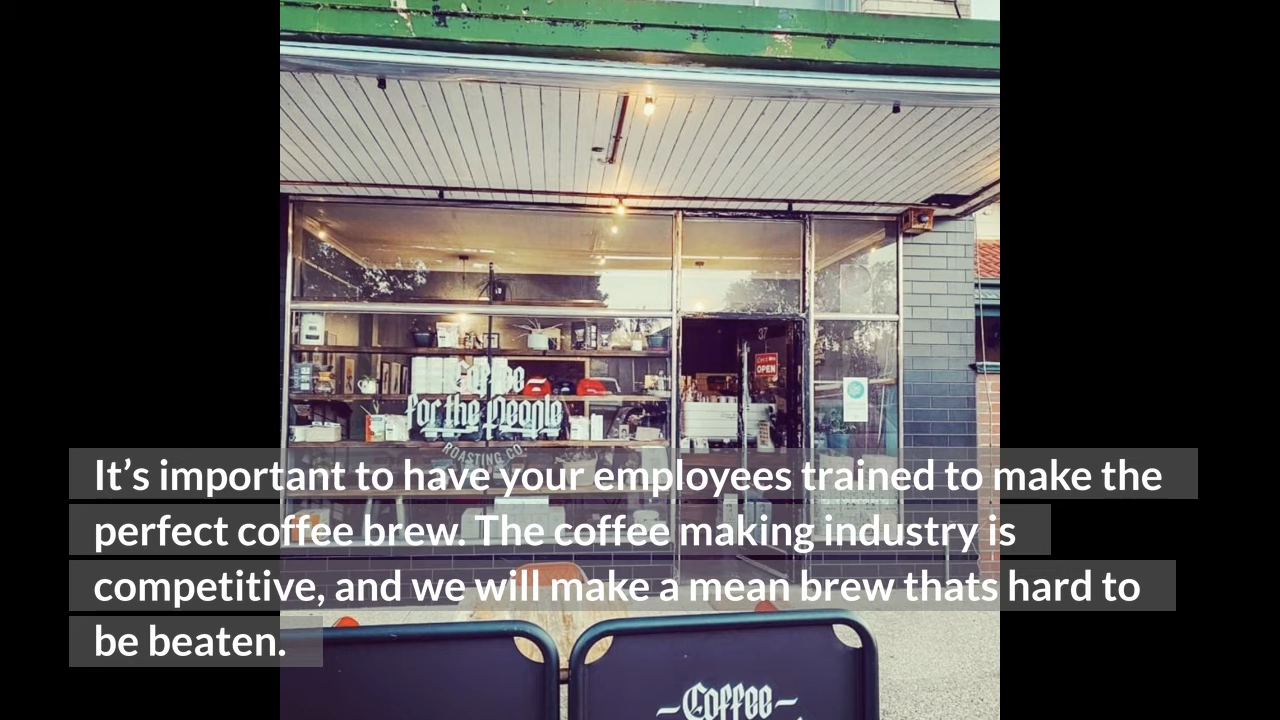 37
OPEN
Coffee
for the People
ROASTING CO
It’s important to have your employees trained to make the
perfect coffee brew. The coffee making industry is
competitive, and we will make a mean brew thats hard to
be beaten.
Coffee